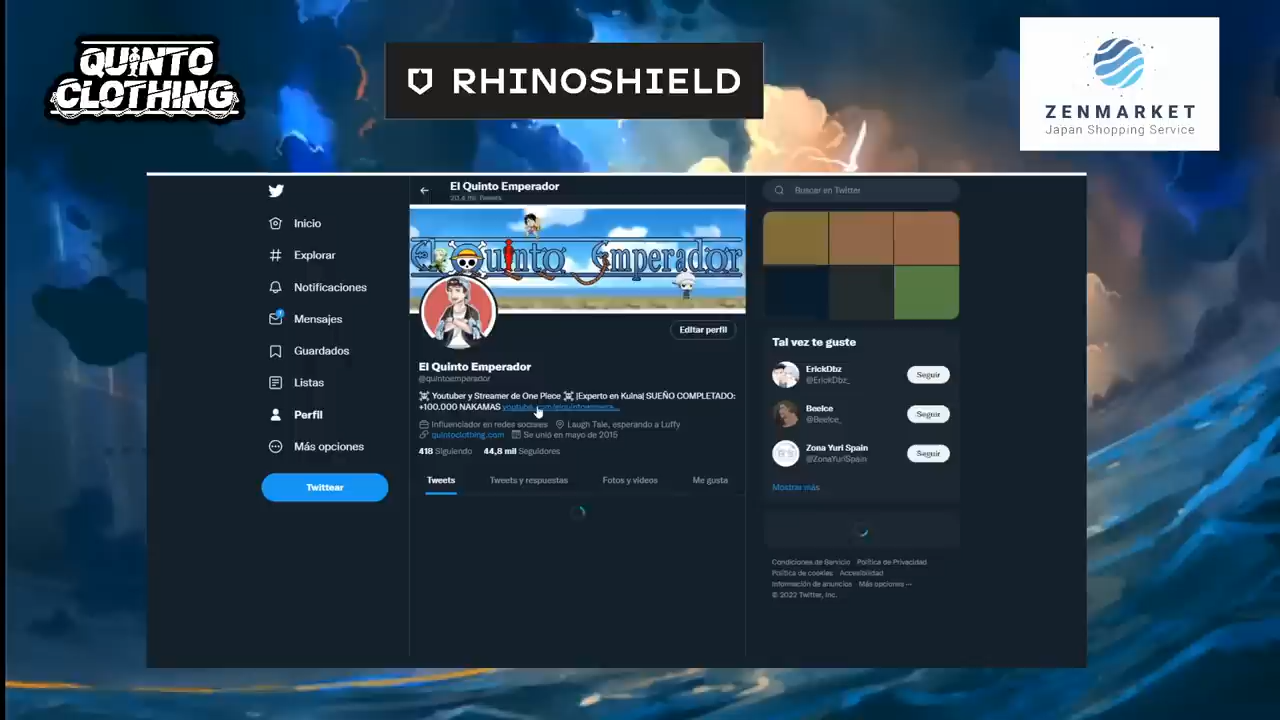 QUINTO
CLOTHING
RHINOSHIELD
ZENMARKET
Japan Shopping Service
El Quinto Emperador
20,4 mil Tweets
Buscar en Twitter
Inicio
Explorar
Notificaciones
Mensajes
Guardados
Listas
Perfil
Más opciones
Twittear
El Quinto Emperador
Editar perfil
El Quinto Emperador
@quintoemperador
Youtuber y Streamer de One Piece |Experto en Kuina| SUEÑO COMPLETADO:
+100.000 NAKAMAS
Influenciador en redes sociales Laugh Tale, esperando a Luffy
quintoclothing.com Se unió en mayo de 2015
418 Siguiendo 44,8 mil Seguidores
Tweets Tweets y respuestas Fotos y vídeos Me gusta
Tal vez te guste
ErickDbz
@ErickDbz_
Seguir
Beelce
@Beelce_
Seguir
Zona Yuri Spain
@ZonaYuriSpain
Seguir
Mostrar más
Condiciones de Servicio Política de Privacidad
Política de cookies Accesibilidad
Información de anuncios Más opciones ···
© 2022 Twitter, Inc.